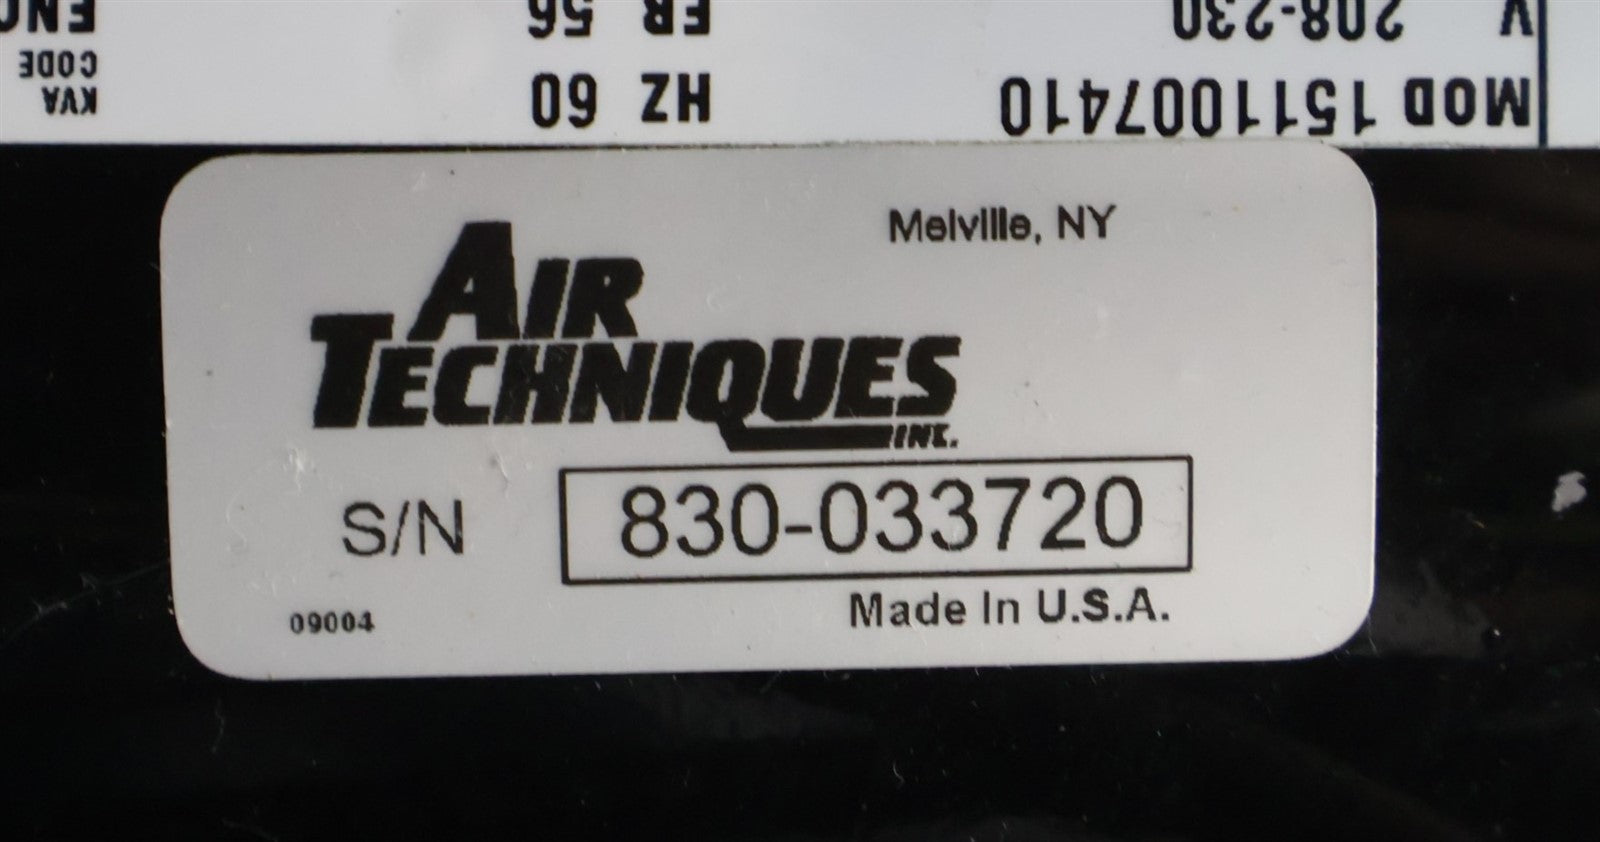 MOD 1511007410 HZ 60 KVA
CODE
V 208-230 FR 56 ENC
Melville, NY
AIR
TECHNIQUES
INC.
S/N 830-033720
09004 Made In U.S.A.